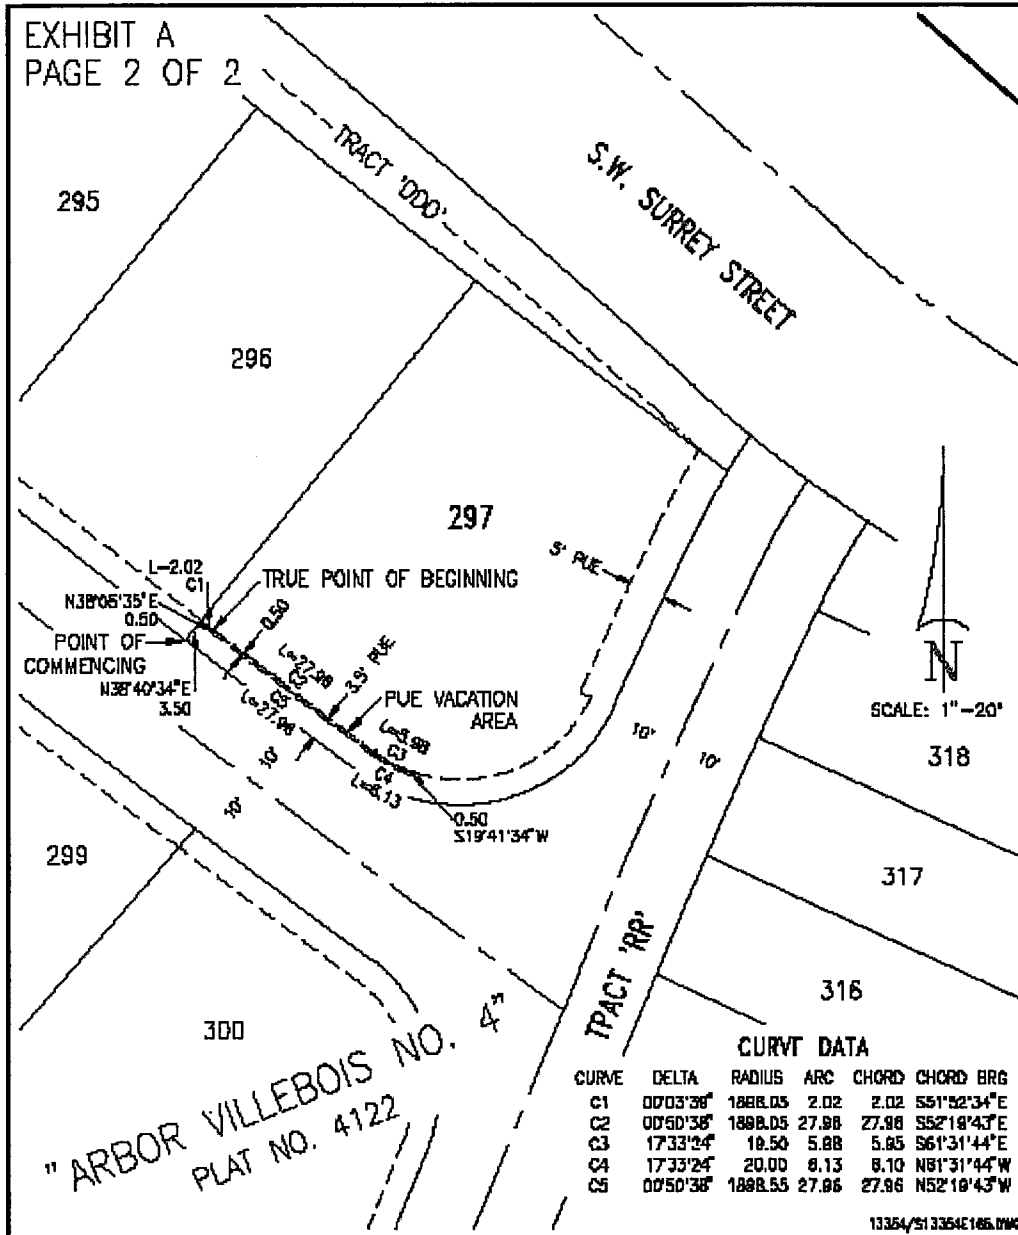 EXHIBIT A
PAGE 2 OF 2
TRACT 'DDD'
S.W. SURREY STREET
295
296
297
5' PUE
L=2.02
C1
TRUE POINT OF BEGINNING
N38°05'35"E
0.50
0.50
POINT OF
COMMENCING
N38°40'34"E
3.50
L=27.98
C2
3.5' PUE
C5
L=27.96
PUE VACATION
AREA
C3
C4
0.50
S19°41'34"W
10'
10'
10'
10'
N
SCALE: 1"=20'
318
317
316
299
300
TRACT 'RR'
"ARBOR VILLEBOIS NO. 4"
PLAT NO. 4122
CURVE DATA
CURVE DELTA RADIUS ARC CHORD CHORD BRG
C1 00°03'39" 1898.05 2.02 2.02 S51°52'34"E
C2 00°50'38" 1898.05 27.98 27.98 S52°19'43"E
C3 17°33'24" 19.50 5.98 5.95 S61°31'44"E
C4 17°33'24" 20.00 6.13 6.10 N61°31'44"W
C5 00°50'38" 1898.55 27.96 27.96 N52°19'43"W